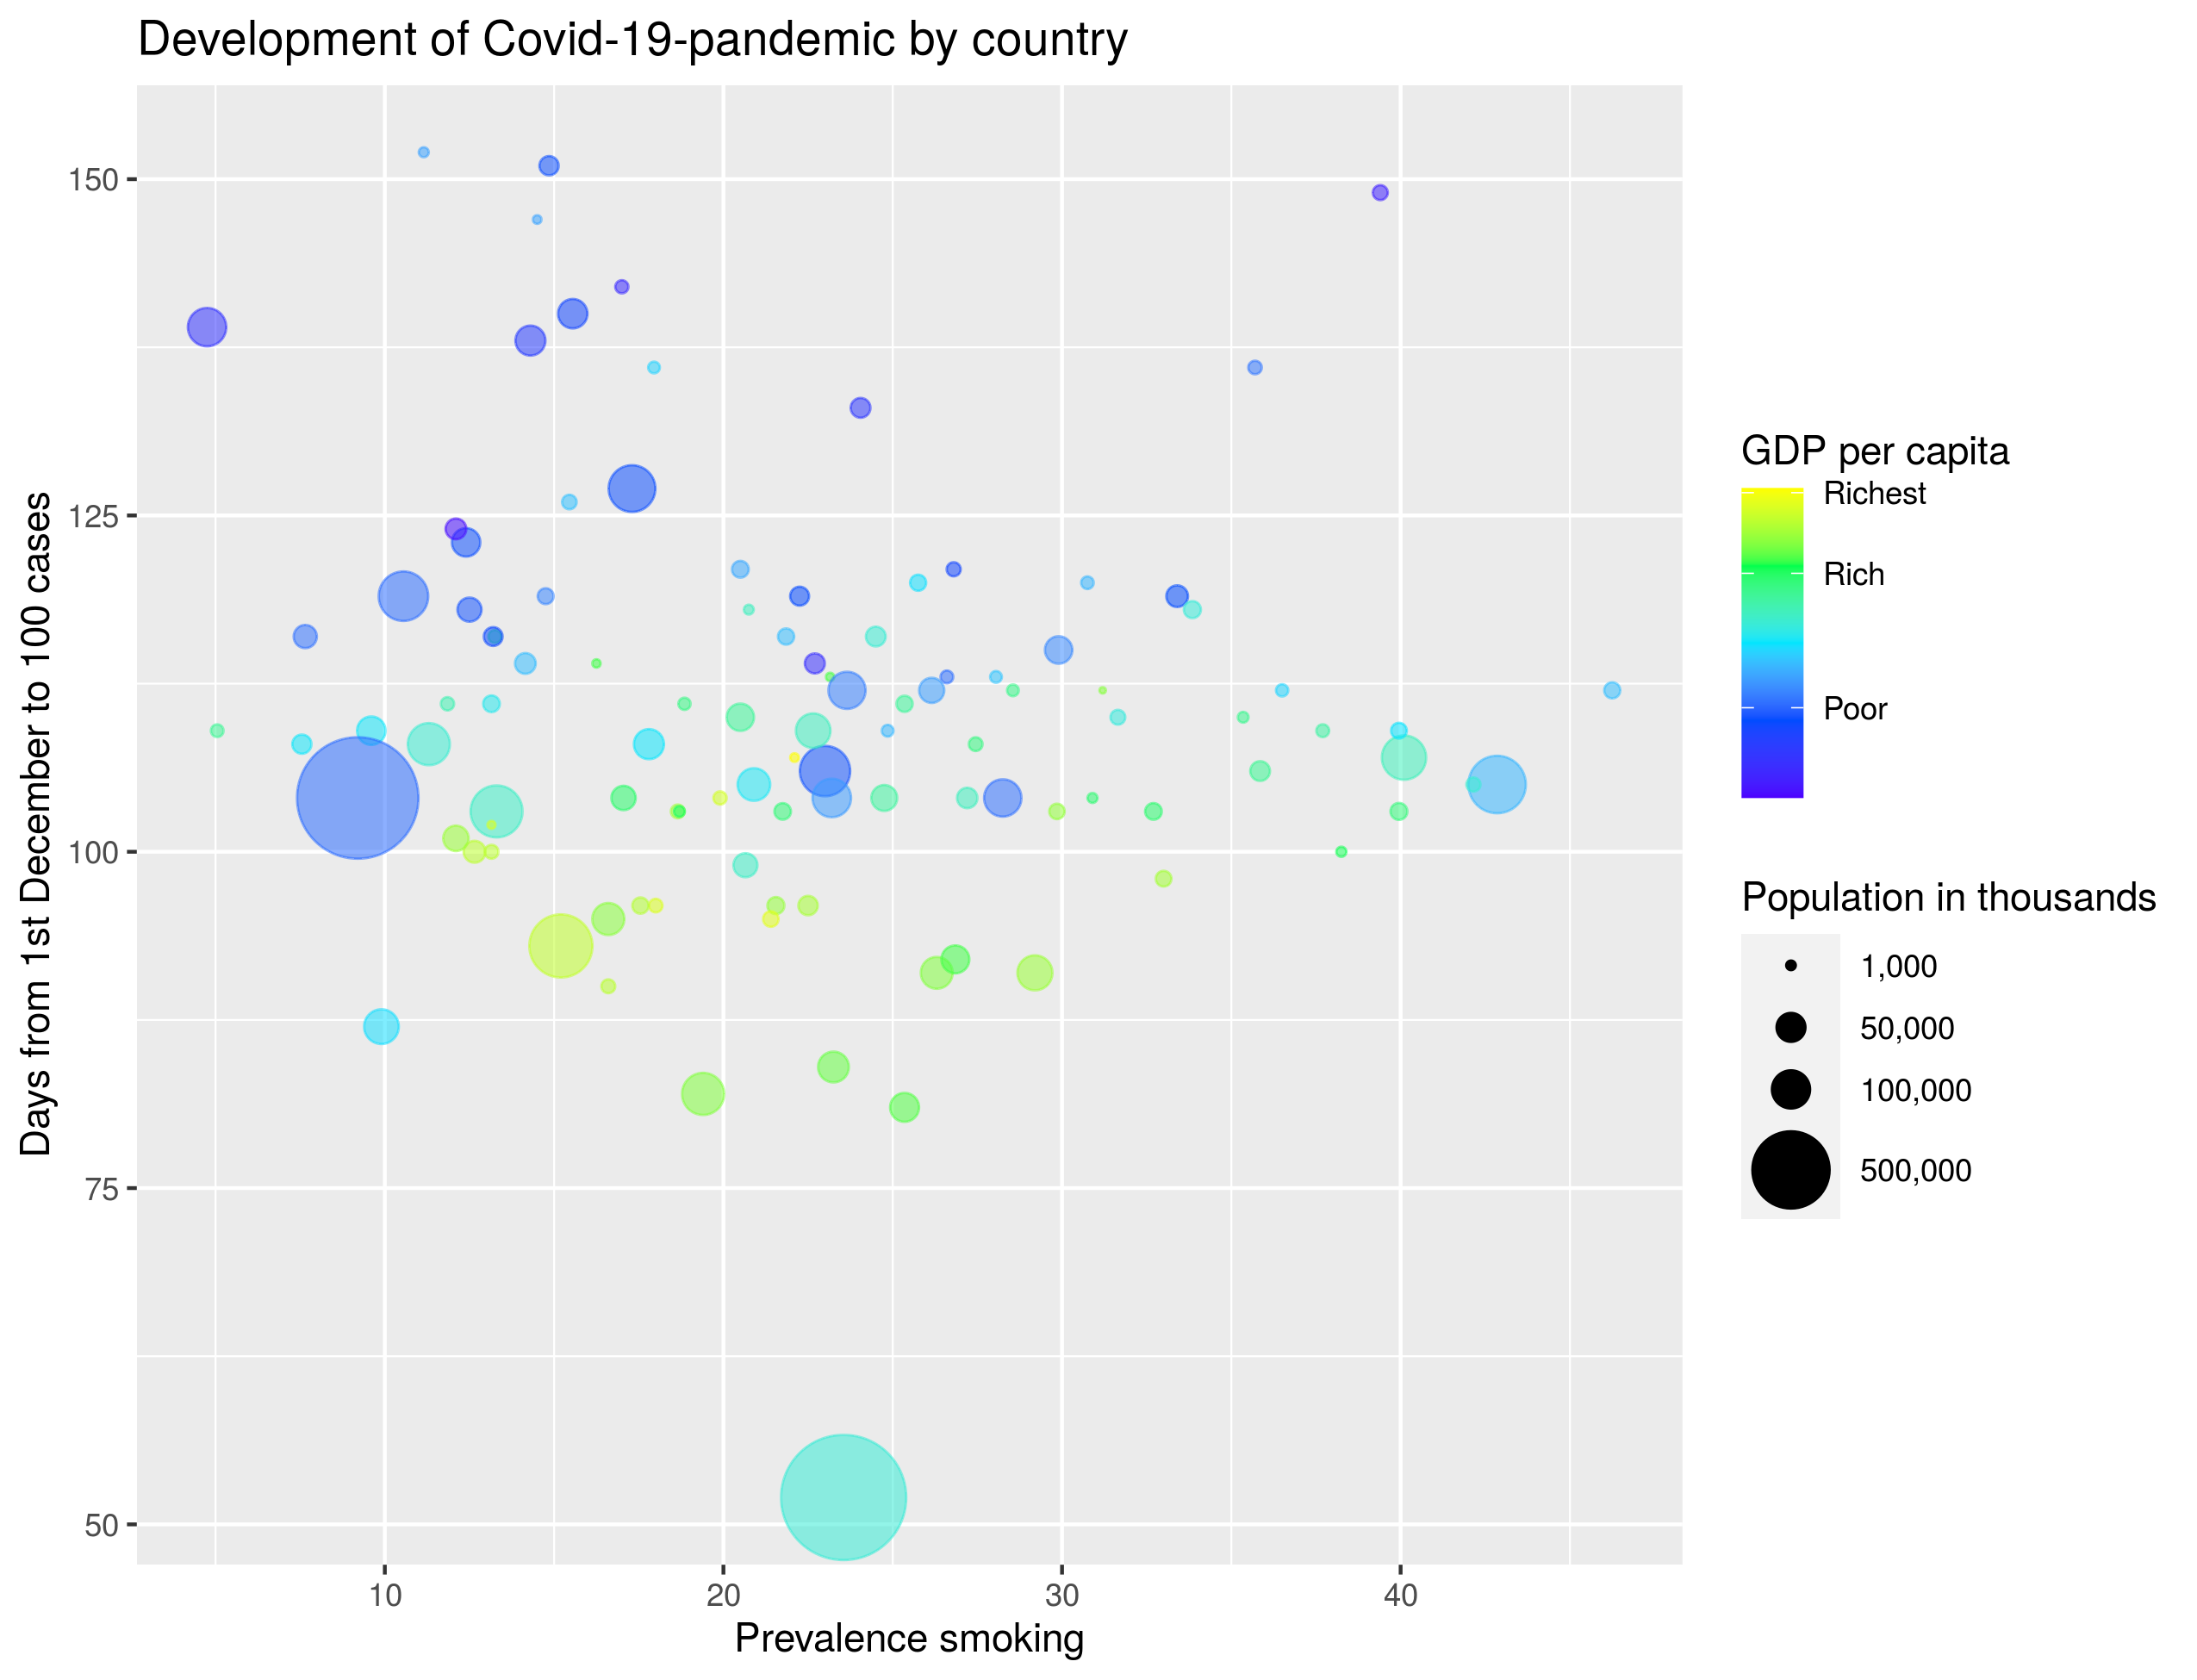 Development of Covid-19-pandemic by country
Days from 1st December to 100 cases
150
125
100
75
50
10
20
30
40
Prevalence smoking
GDP per capita
Richest
Rich
Poor
Population in thousands
1,000
50,000
100,000
500,000